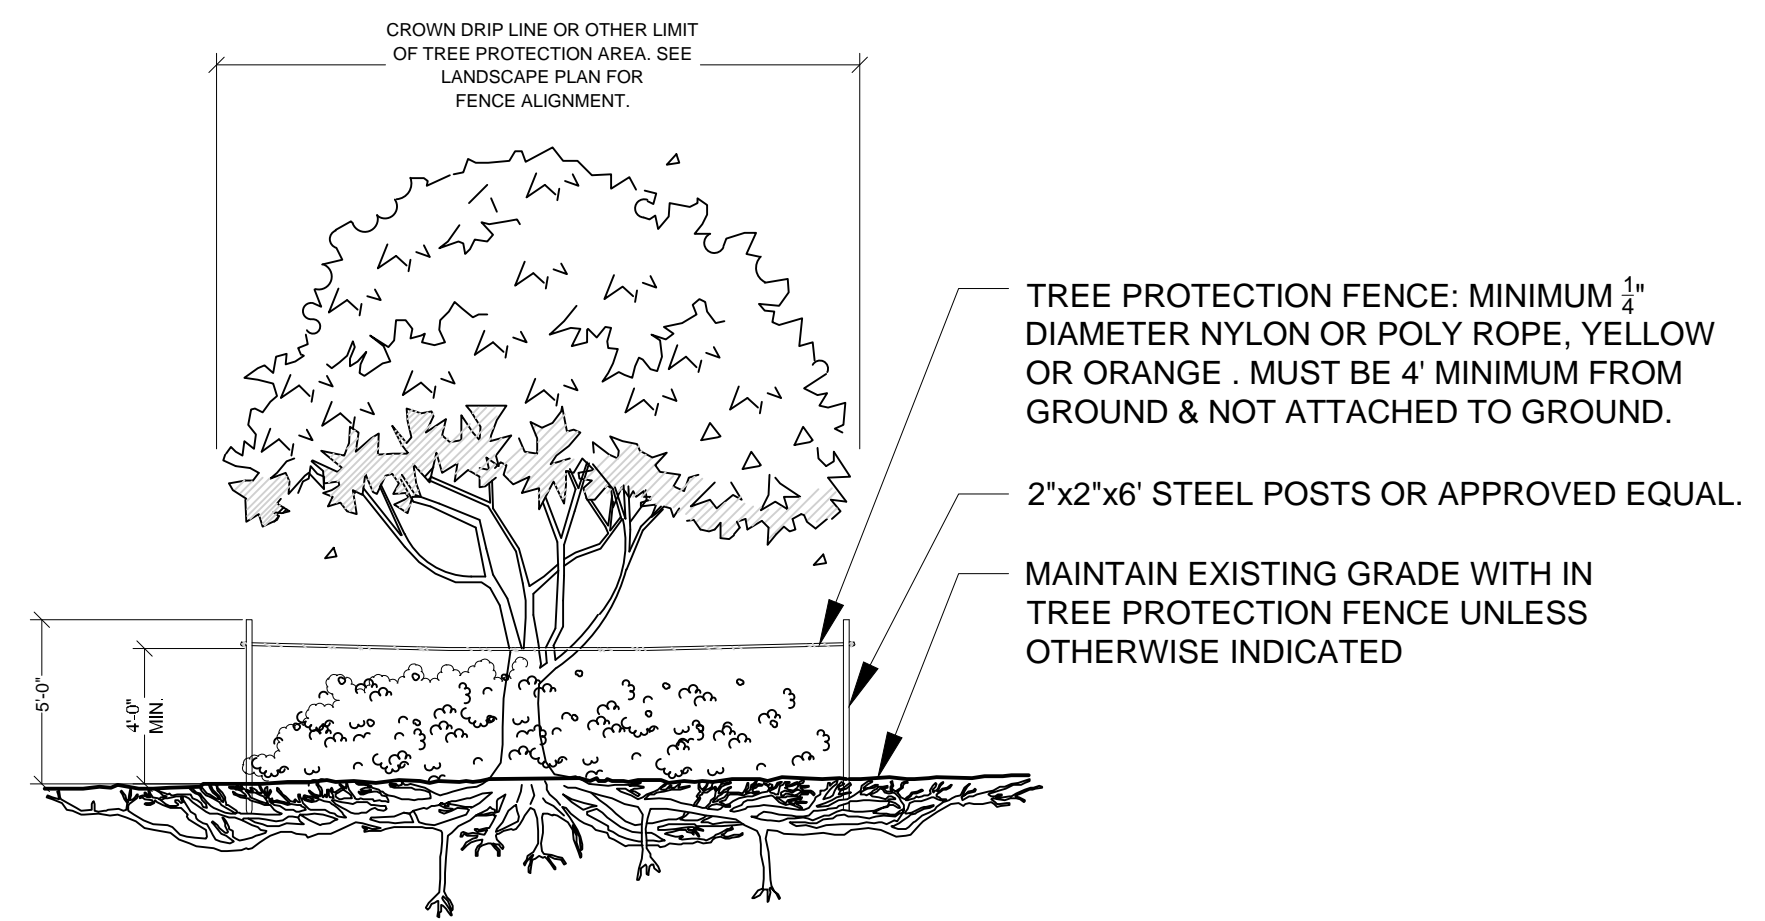 CROWN DRIP LINE OR OTHER LIMIT
OF TREE PROTECTION AREA. SEE
LANDSCAPE PLAN FOR
FENCE ALIGNMENT.
TREE PROTECTION FENCE: MINIMUM 1/4"
DIAMETER NYLON OR POLY ROPE, YELLOW
OR ORANGE . MUST BE 4' MINIMUM FROM
GROUND & NOT ATTACHED TO GROUND.
2"x2"x6' STEEL POSTS OR APPROVED EQUAL.
MAINTAIN EXISTING GRADE WITH IN
TREE PROTECTION FENCE UNLESS
OTHERWISE INDICATED
5'-0"
4'-0"
MIN.